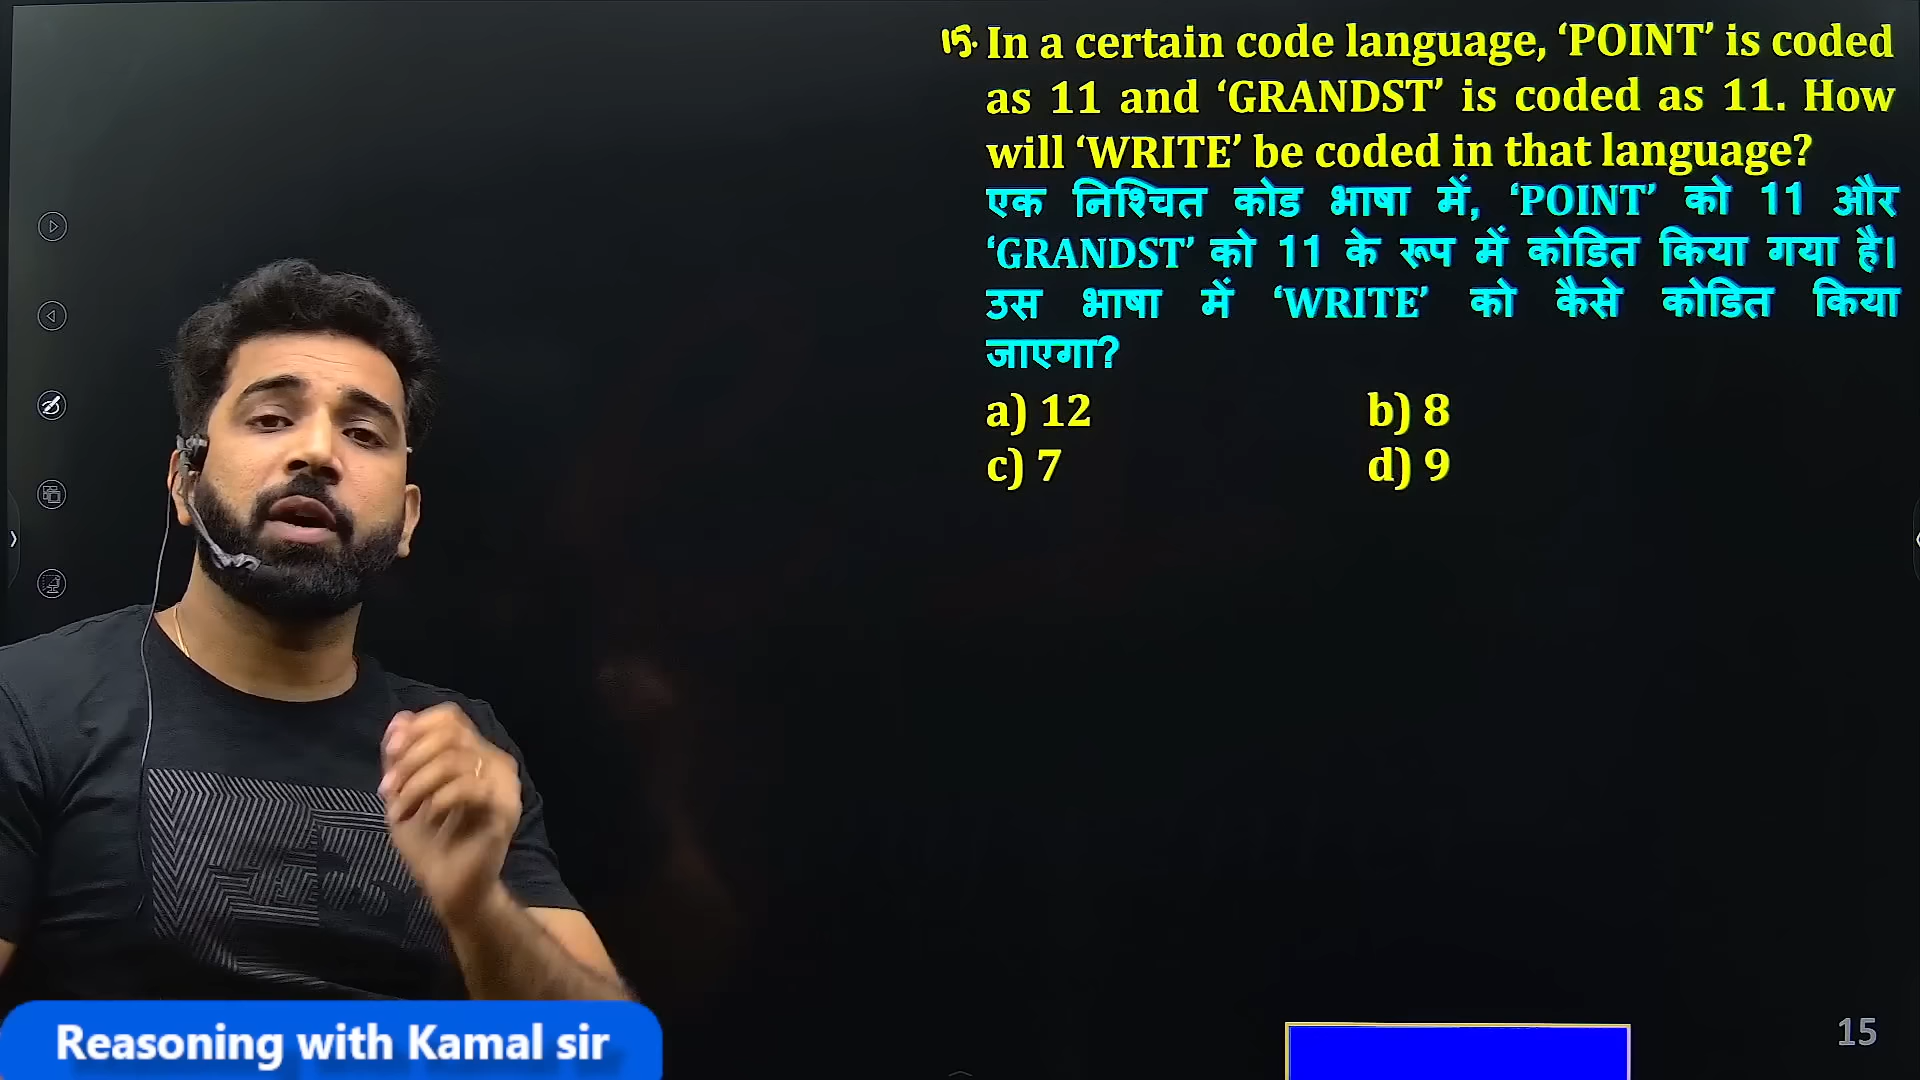 15. In a certain code language, ‘POINT’ is coded
as 11 and ‘GRANDST’ is coded as 11. How
will ‘WRITE’ be coded in that language?
एक निश्चित कोड भाषा में, ‘POINT’ को 11 और
‘GRANDST’ को 11 के रूप में कोडित किया गया है।
उस भाषा में ‘WRITE’ को कैसे कोडित किया
जाएगा?
a) 12 b) 8
c) 7 d) 9
Reasoning with Kamal sir
15